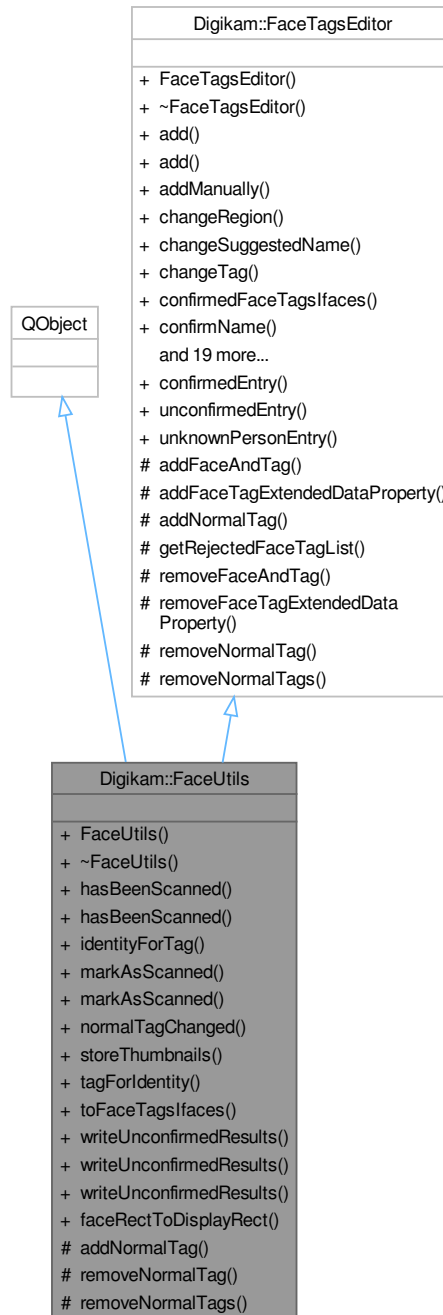 Digikam::FaceTagsEditor
+ FaceTagsEditor()
+ ~FaceTagsEditor()
+ add()
+ add()
+ addManually()
+ changeRegion()
+ changeSuggestedName()
+ changeTag()
+ confirmedFaceTagsIfaces()
+ confirmName()
and 19 more...
+ confirmedEntry()
+ unconfirmedEntry()
+ unknownPersonEntry()
# addFaceAndTag()
# addFaceTagExtendedDataProperty()
# addNormalTag()
# getRejectedFaceTagList()
# removeFaceAndTag()
# removeFaceTagExtendedData
Property()
# removeNormalTag()
# removeNormalTags()
QObject
Digikam::FaceUtils
+ FaceUtils()
+ ~FaceUtils()
+ hasBeenScanned()
+ hasBeenScanned()
+ identityForTag()
+ markAsScanned()
+ markAsScanned()
+ normalTagChanged()
+ storeThumbnails()
+ tagForIdentity()
+ toFaceTagsIfaces()
+ writeUnconfirmedResults()
+ writeUnconfirmedResults()
+ writeUnconfirmedResults()
+ faceRectToDisplayRect()
# addNormalTag()
# removeNormalTag()
# removeNormalTags()